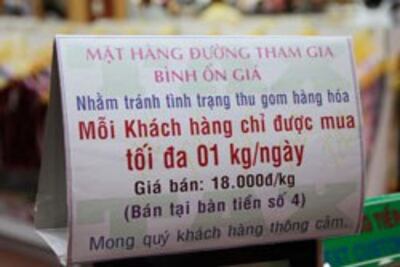 MẶT HÀNG ĐƯỜNG THAM GIA
BÌNH ỔN GIÁ
Nhằm tránh tình trạng thu gom hàng hóa
Mỗi Khách hàng chỉ được mua
tối đa 01 kg/ngày
Giá bán: 18.000đ/kg
(Bán tại bàn tiền số 4)
Mong quý khách hàng thông cảm.